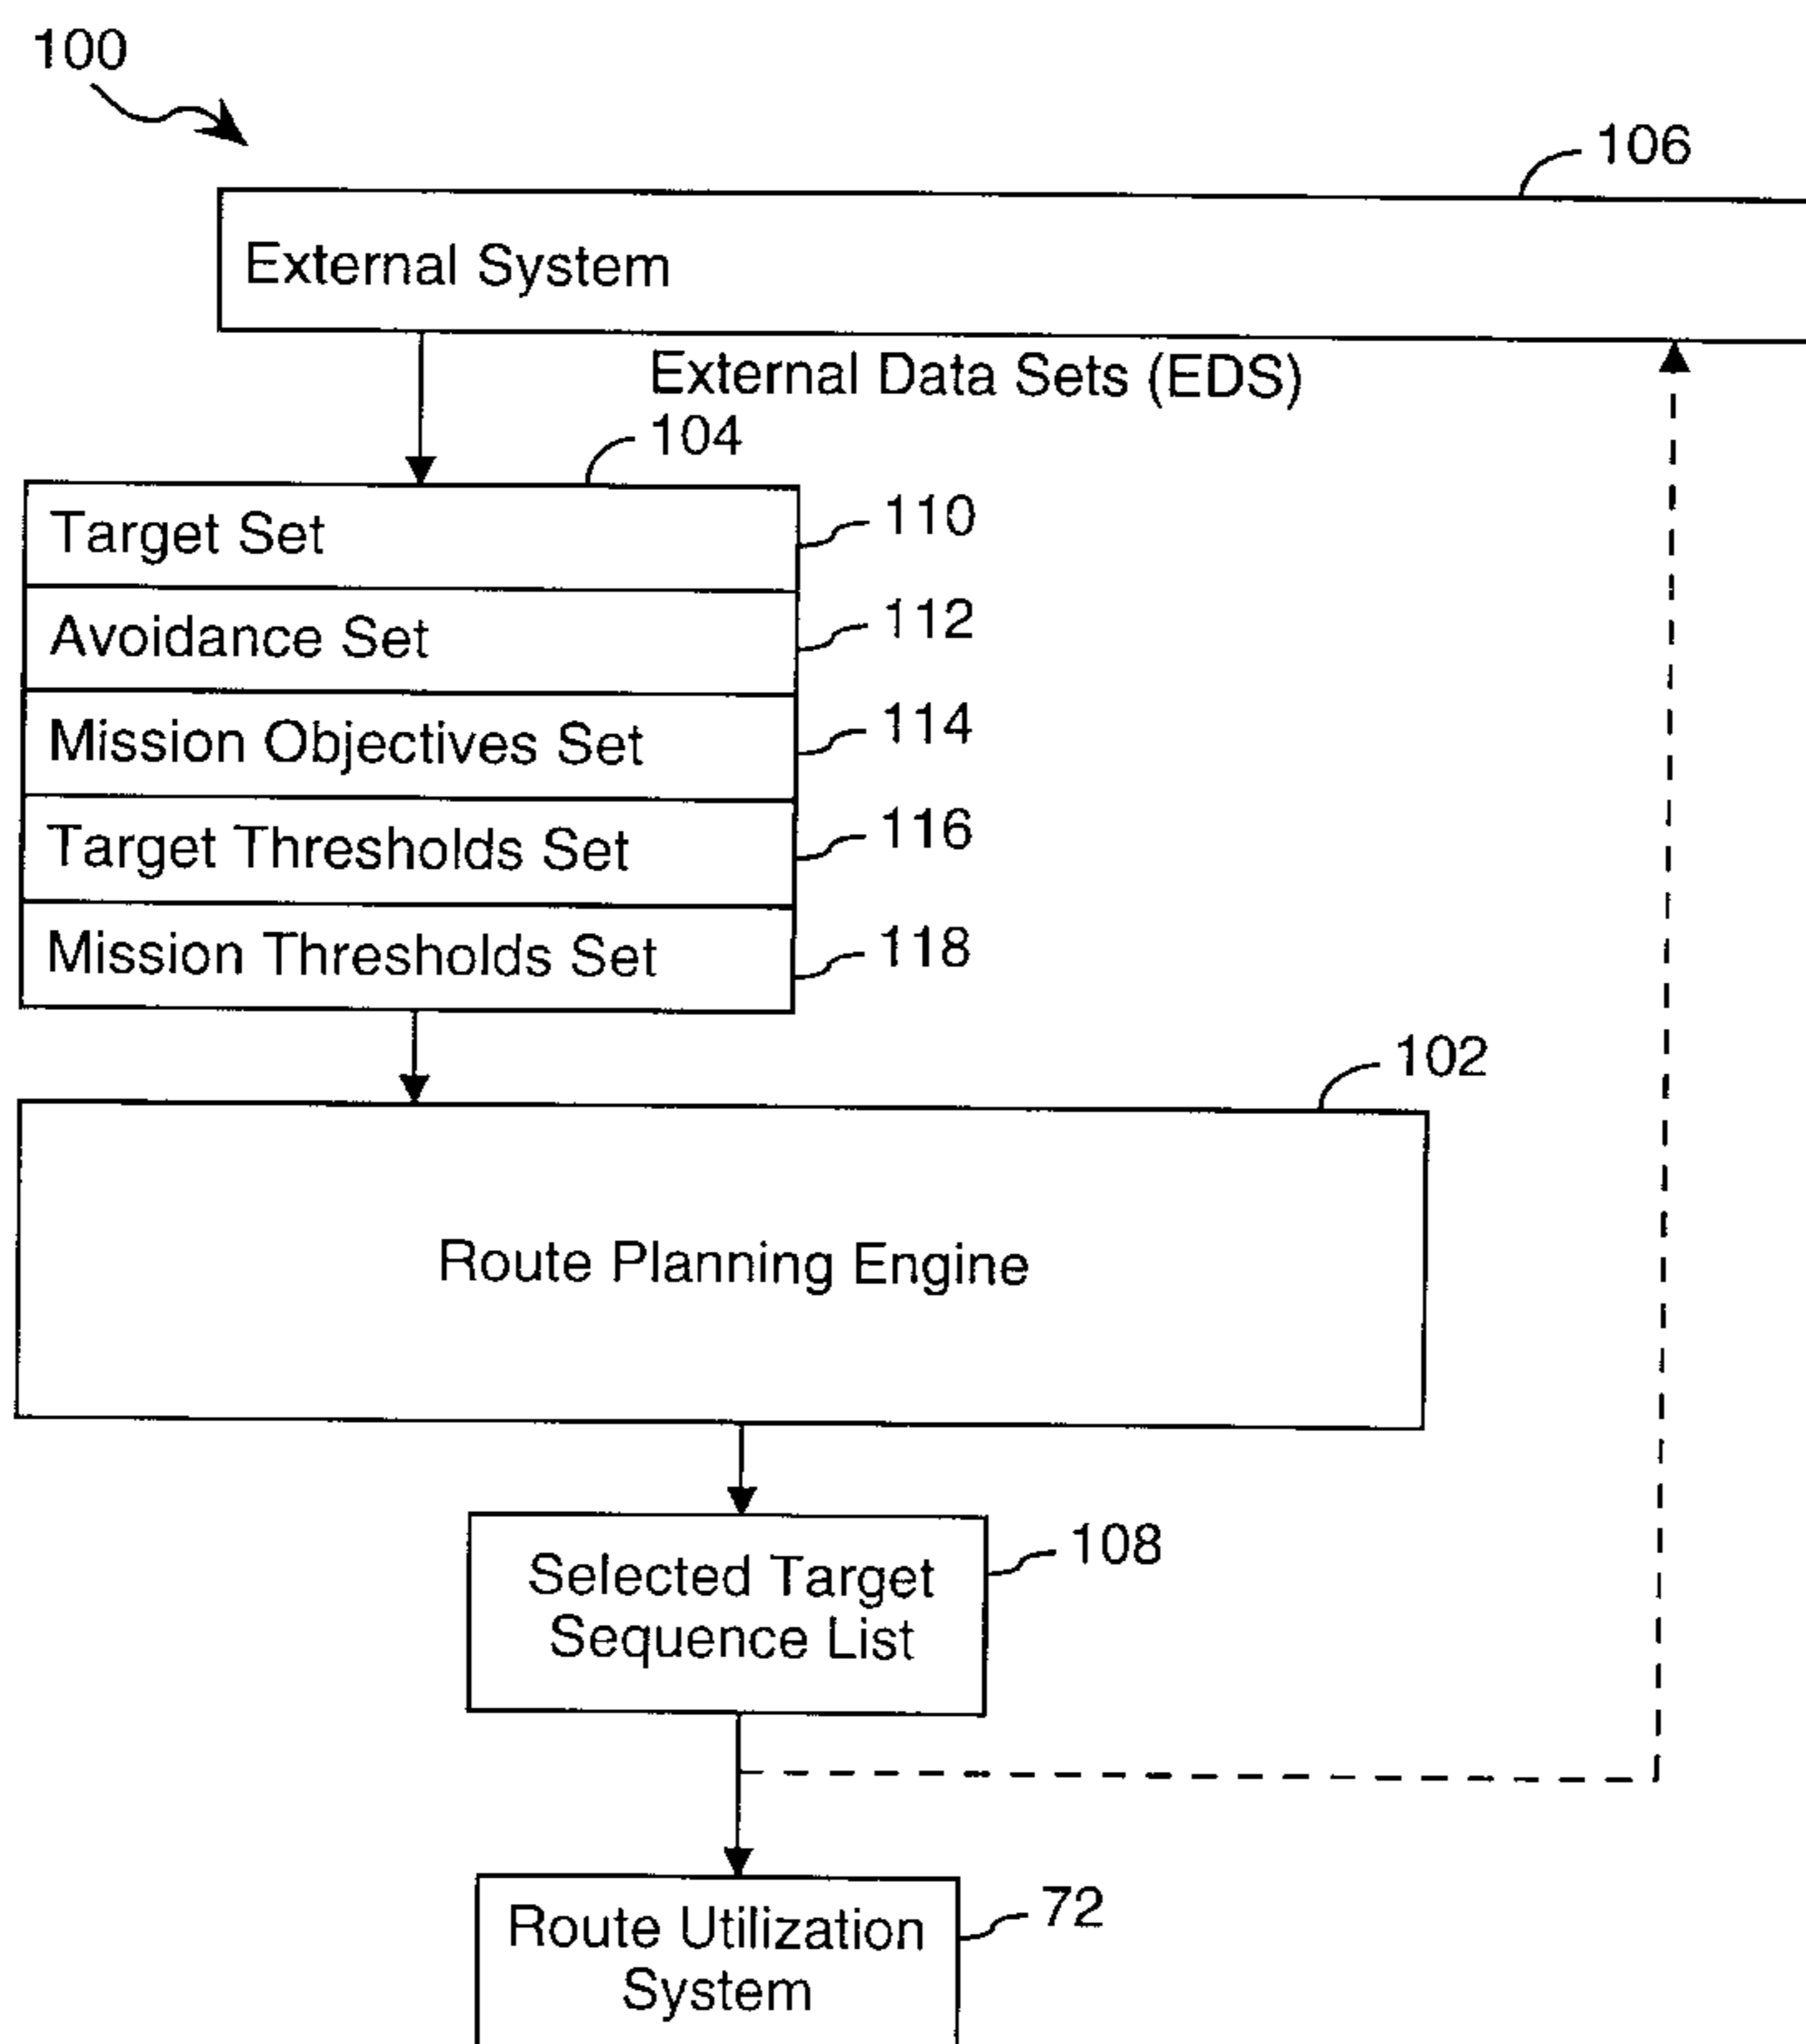 100
106
External System
External Data Sets (EDS)
104
Target Set
110
Avoidance Set
112
Mission Objectives Set
114
Target Thresholds Set
116
Mission Thresholds Set
118
102
Route Planning Engine
108
Selected Target
Sequence List
72
Route Utilization
System